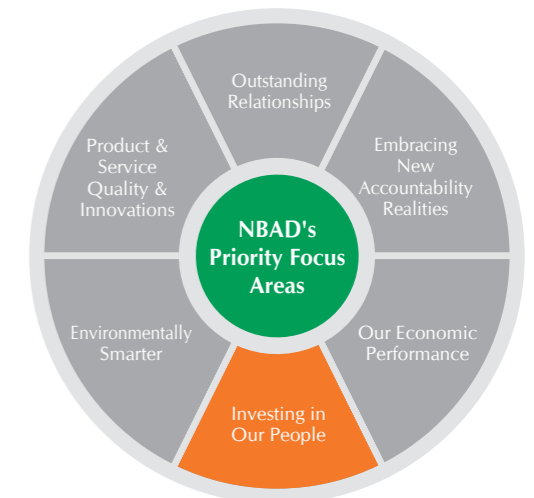 Outstanding
Relationships
Embracing
New
Accountability
Realities
Our Economic
Performance
Investing in
Our People
Environmentally
Smarter
Product &
Service
Quality &
Innovations
NBAD's
Priority Focus
Areas